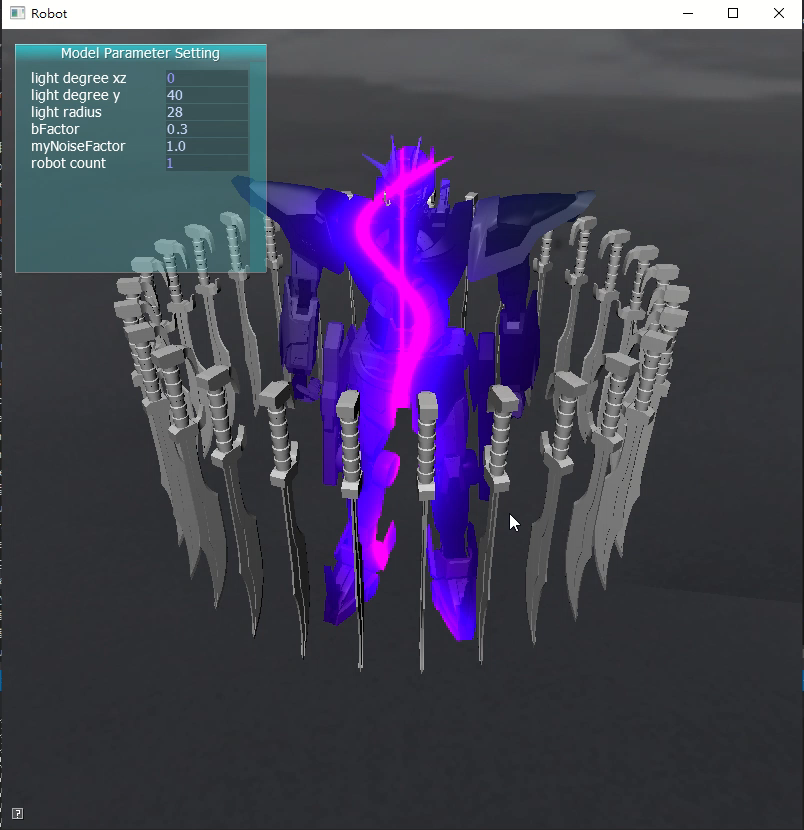 Robot
Model Parameter Setting
light degree xz 0
light degree y 40
light radius 28
bFactor 0.3
myNoiseFactor 1.0
robot count 1
?